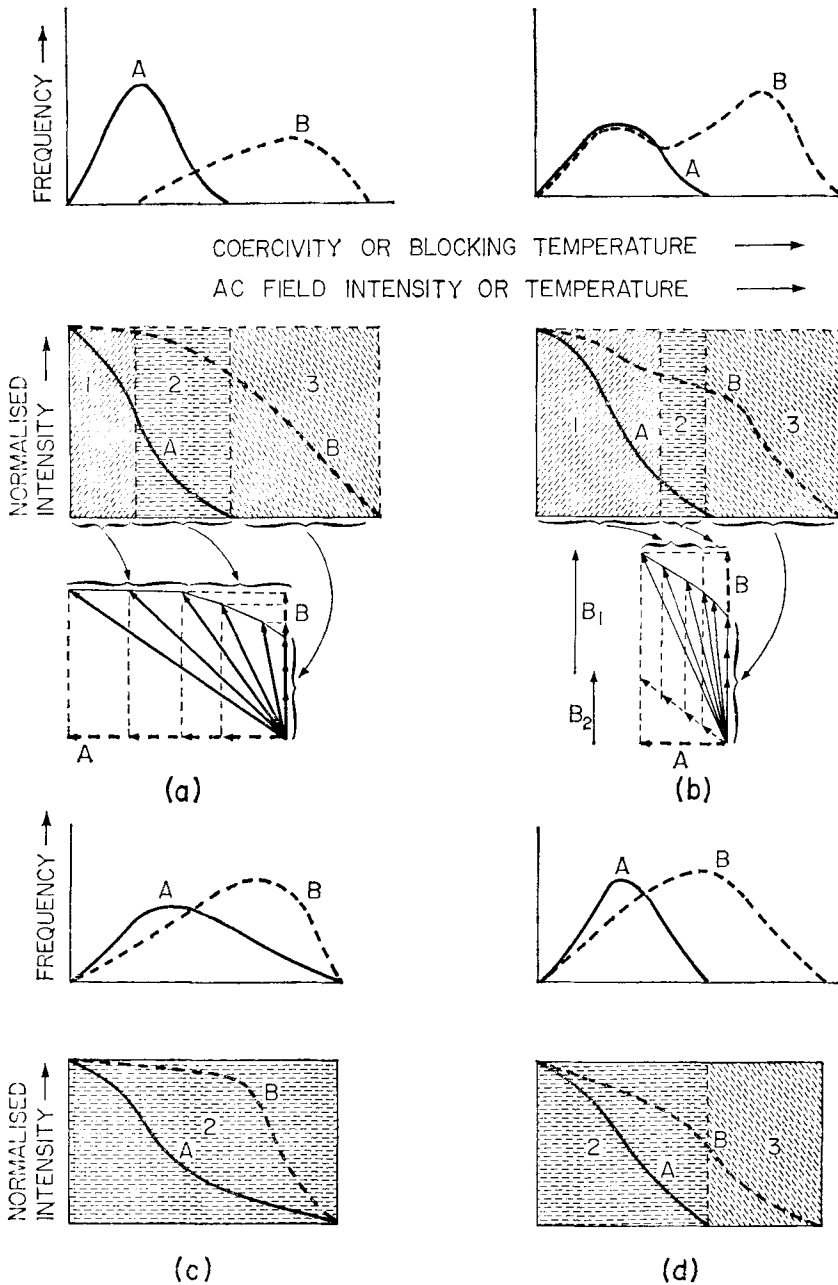 FREQUENCY →
A
B
FREQUENCY →
A
B
COERCIVITY OR BLOCKING TEMPERATURE →
AC FIELD INTENSITY OR TEMPERATURE →
NORMALISED
INTENSITY →
1
2
3
A
B
1
2
3
A
B
A
B
(a)
B1
B2
B
A
(b)
FREQUENCY →
A
B
A
B
NORMALISED
INTENSITY →
2
A
B
2
3
A
B
(c)
(d)